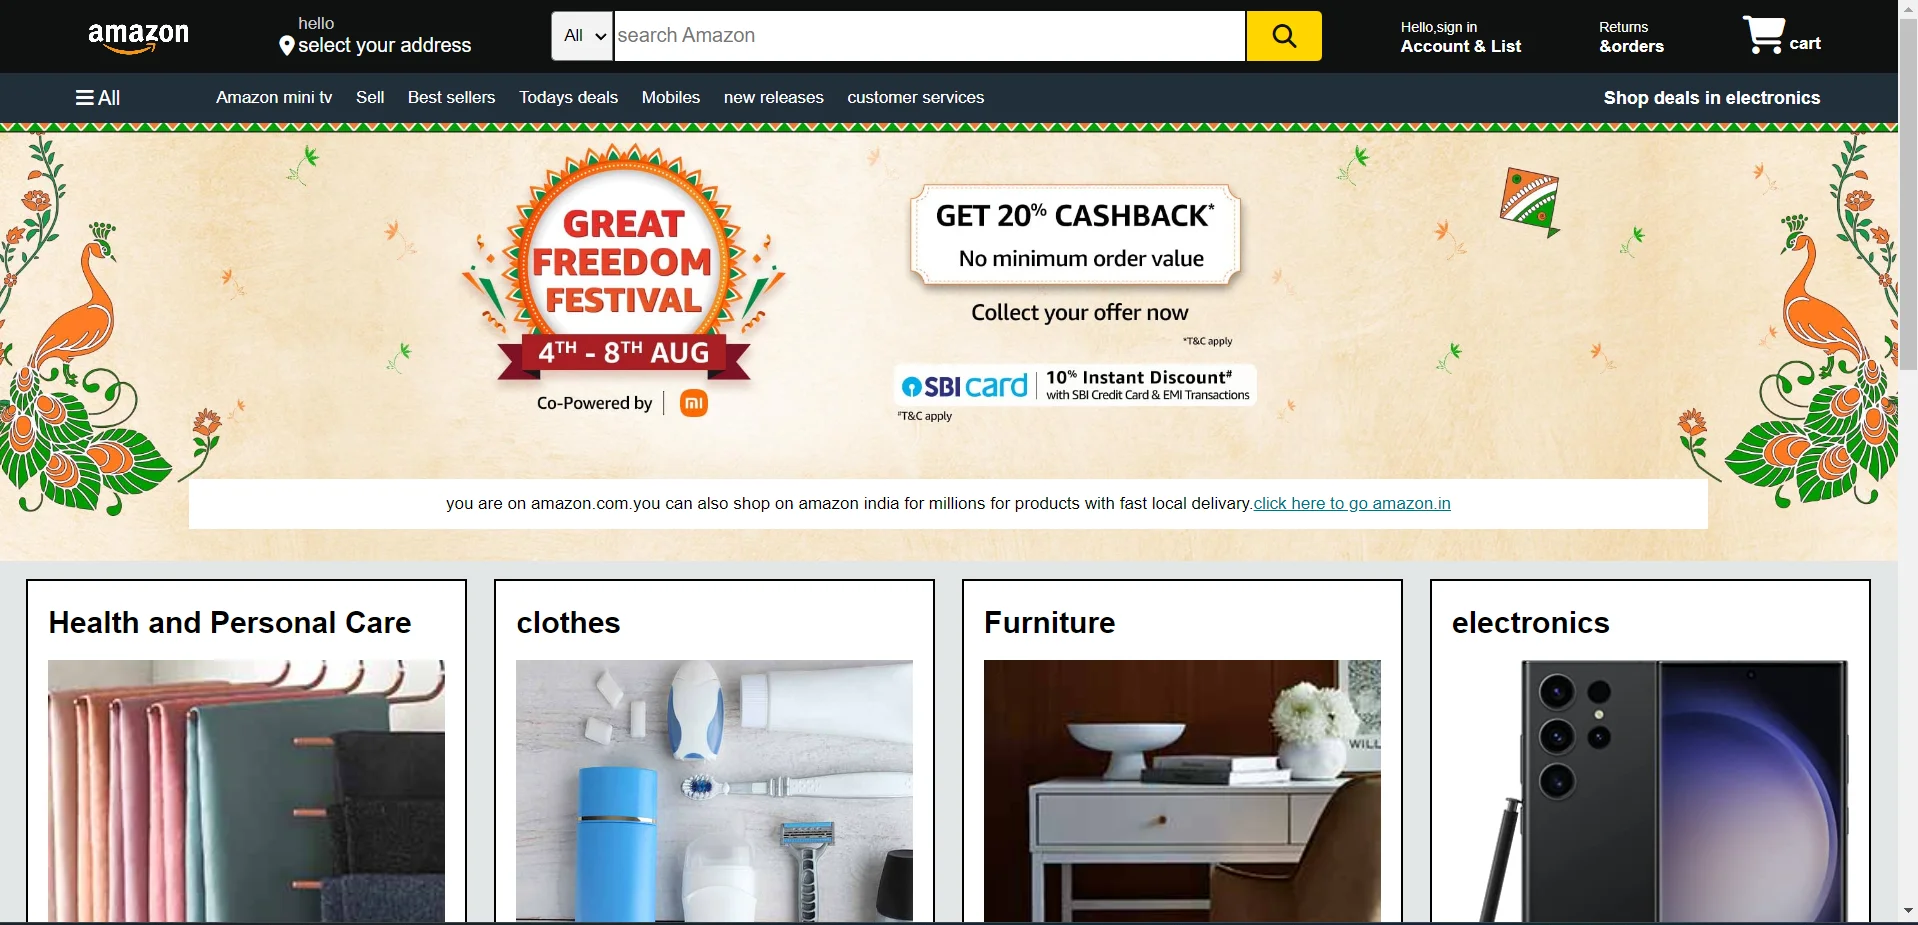 amazon
hello
select your address
All
search Amazon
Hello,sign in
Account & List
Returns
&orders
cart
All
Amazon mini tv
Sell
Best sellers
Todays deals
Mobiles
new releases
customer services
Shop deals in electronics
GREAT
FREEDOM
FESTIVAL
4TH - 8TH AUG
Co-Powered by
mi
GET 20% CASHBACK*
No minimum order value
Collect your offer now
*T&C apply
SBI card
10% Instant Discount#
with SBI Credit Card & EMI Transactions
#T&C apply
you are on amazon.com.you can also shop on amazon india for millions for products with fast local delivary.click here to go amazon.in
Health and Personal Care
clothes
Furniture
electronics
WILL